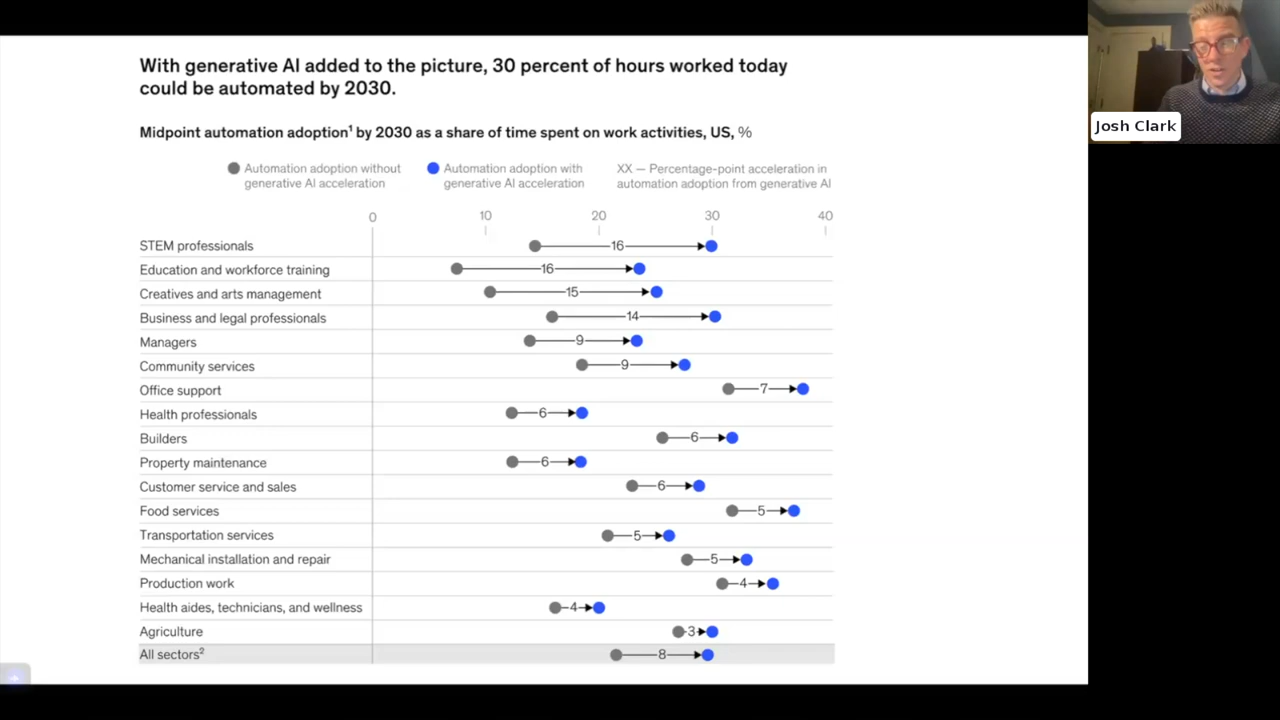 With generative AI added to the picture, 30 percent of hours worked today
could be automated by 2030.
Midpoint automation adoption¹ by 2030 as a share of time spent on work activities, US, %
Automation adoption without
generative AI acceleration
Automation adoption with
generative AI acceleration
XX — Percentage-point acceleration in
automation adoption from generative AI
0 10 20 30 40
STEM professionals 16
Education and workforce training 16
Creatives and arts management 15
Business and legal professionals 14
Managers 9
Community services 9
Office support 7
Health professionals 6
Builders 6
Property maintenance 6
Customer service and sales 6
Food services 5
Transportation services 5
Mechanical installation and repair 5
Production work 4
Health aides, technicians, and wellness 4
Agriculture 3
All sectors² 8
Josh Clark